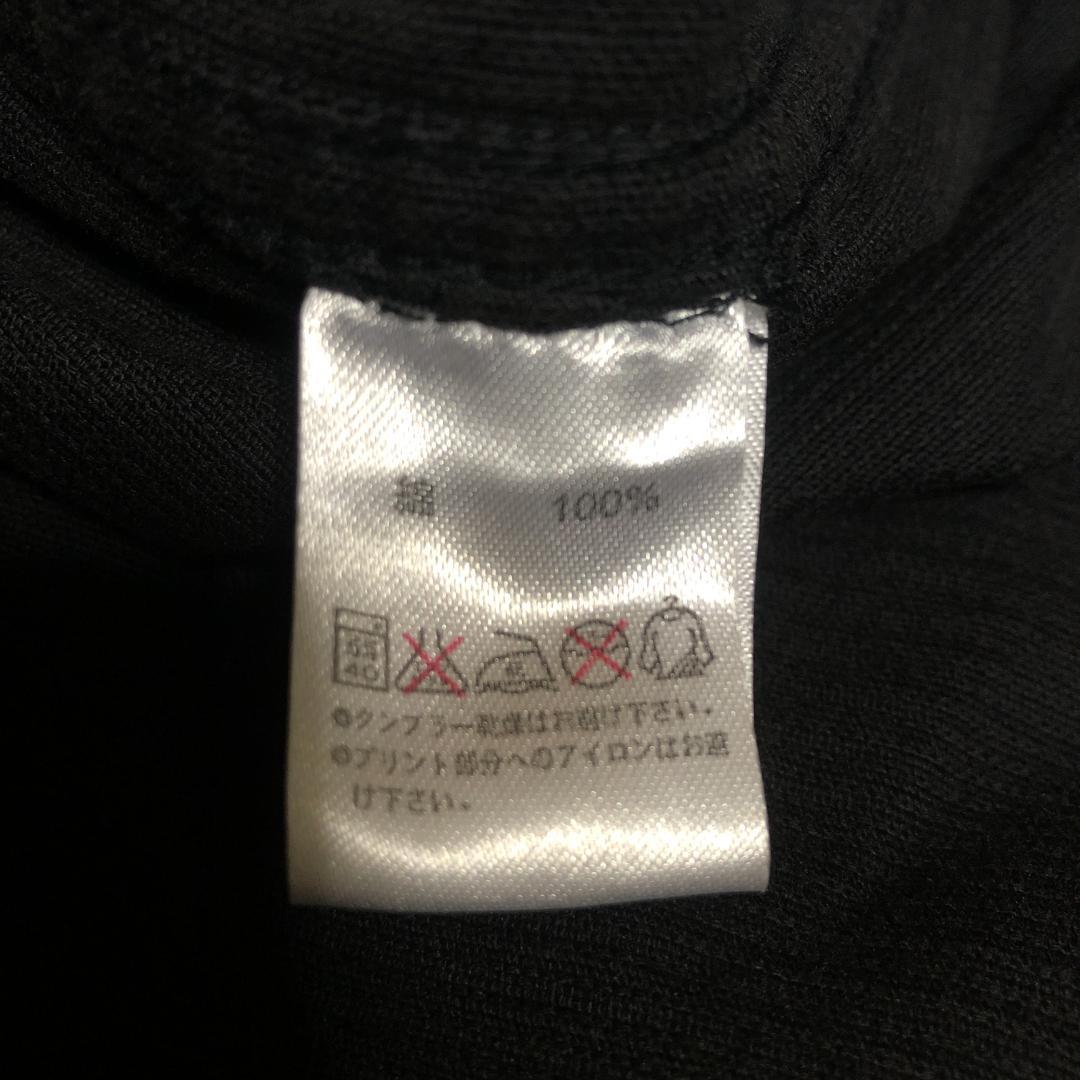 綿 100%
40
●タンブラー乾燥はお避け下さい。
●プリント部分へのアイロンはお避
け下さい。